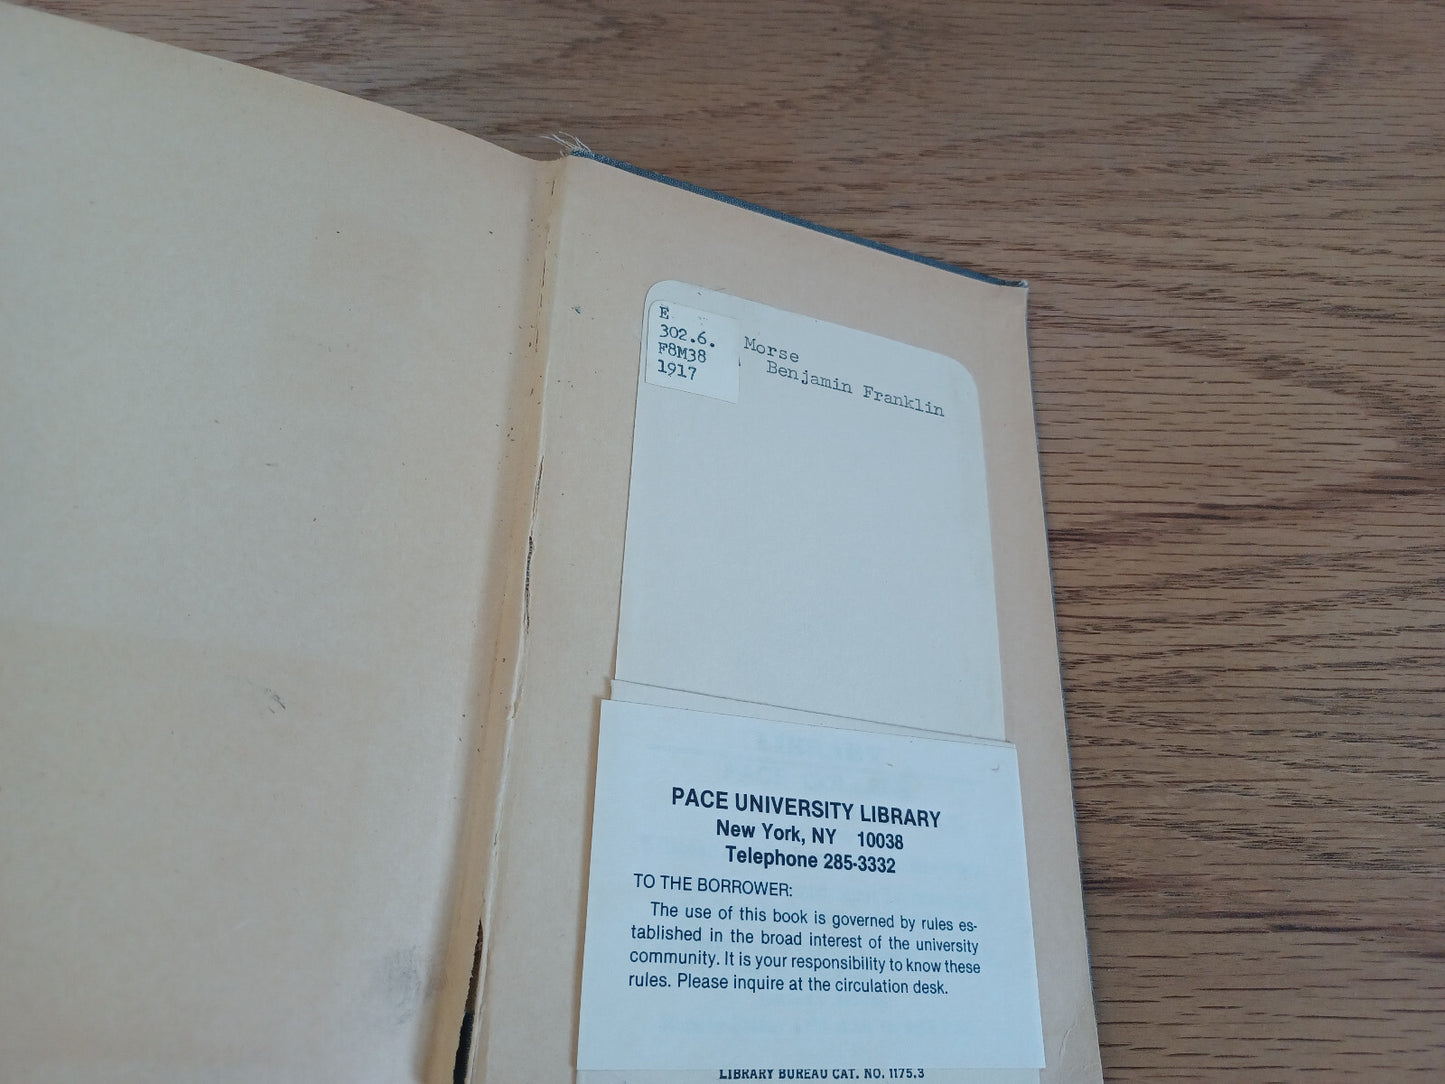 E
302.6.
F8M38
1917
Morse
Benjamin Franklin
PACE UNIVERSITY LIBRARY
New York, NY 10038
Telephone 285-3332
TO THE BORROWER:
The use of this book is governed by rules es-
tablished in the broad interest of the university
community. It is your responsibility to know these
rules. Please inquire at the circulation desk.
LIBRARY BUREAU CAT. NO. 1175.3